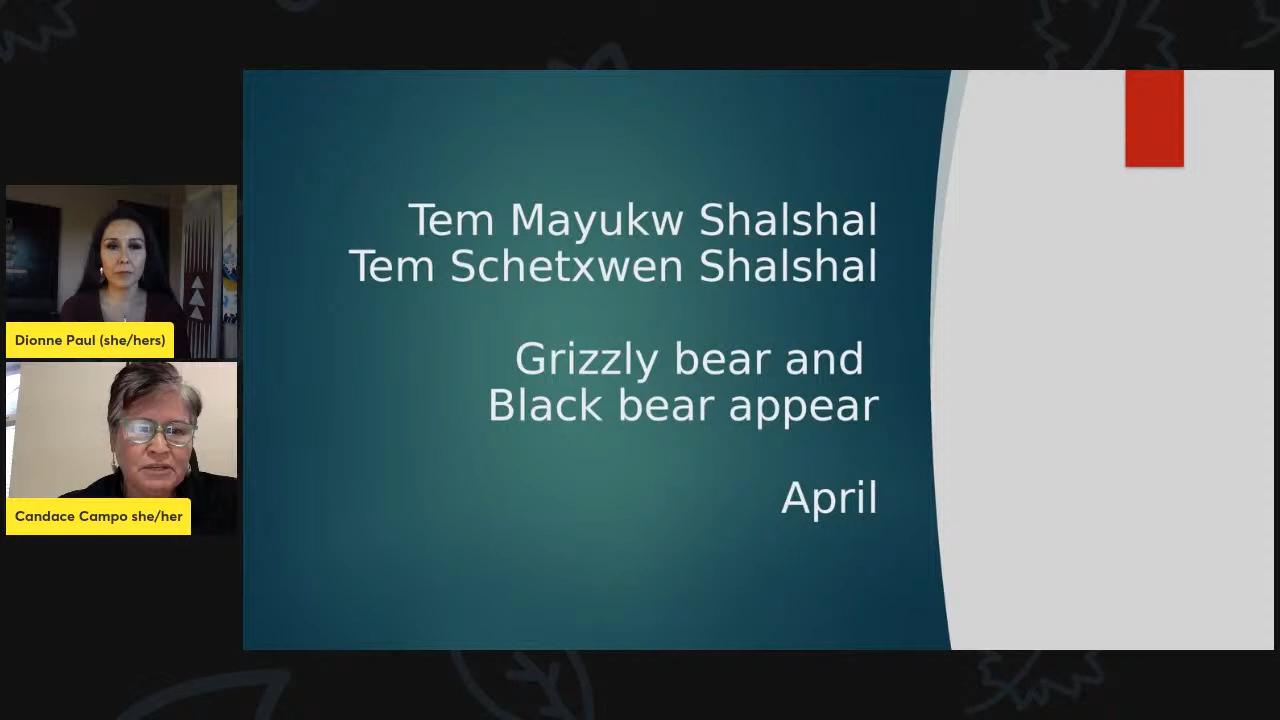 Tem Mayukw Shalshal
Tem Schetxwen Shalshal
Grizzly bear and
Black bear appear
April
Dionne Paul (she/hers)
Candace Campo she/her